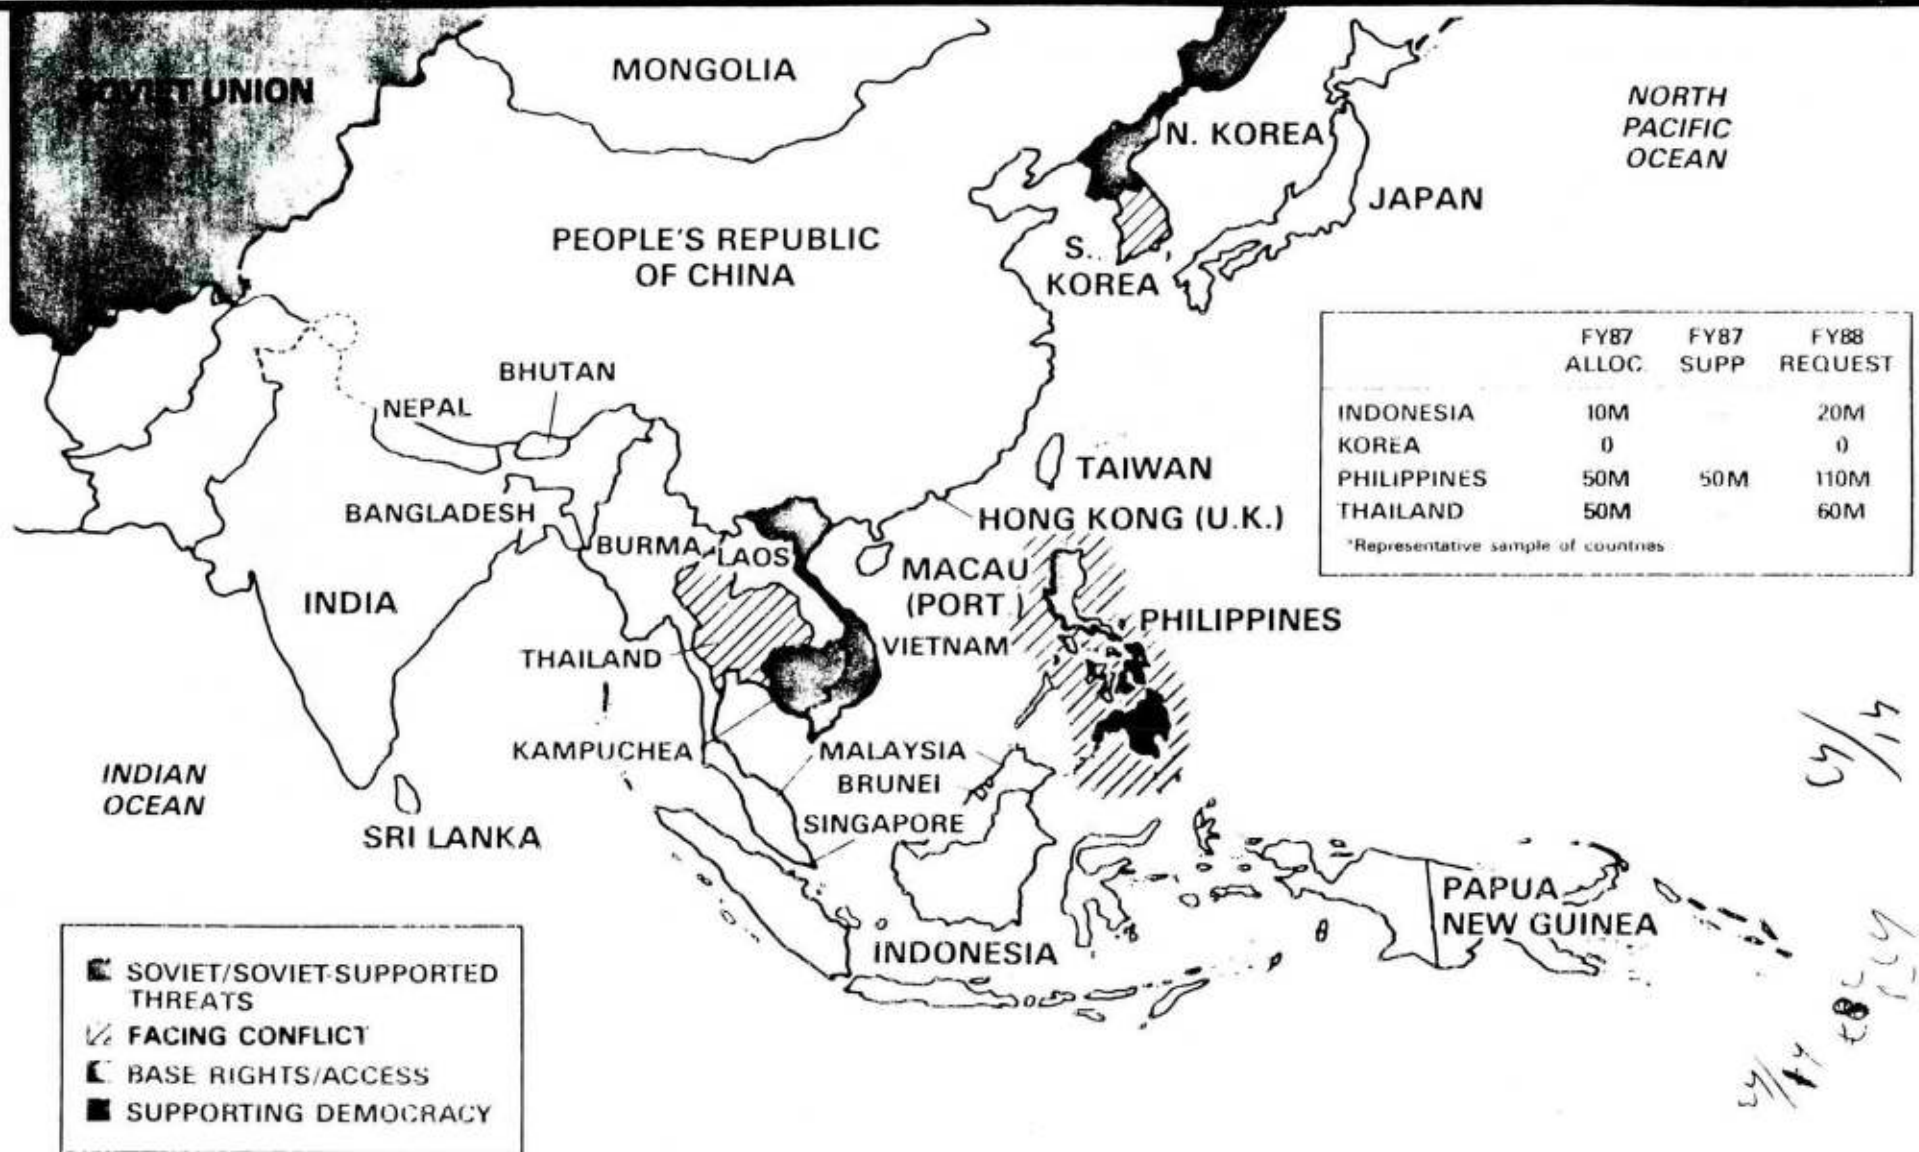 SOVIET UNION
MONGOLIA
NORTH
PACIFIC
OCEAN
N. KOREA
JAPAN
PEOPLE'S REPUBLIC
OF CHINA
S.
KOREA
FY87 FY87 FY88
ALLOC SUPP REQUEST
INDONESIA 10M — 20M
KOREA 0 0
PHILIPPINES 50M 50M 110M
THAILAND 50M — 60M
*Representative sample of countries
BHUTAN
NEPAL
TAIWAN
BANGLADESH
HONG KONG (U.K.)
BURMA
LAOS
MACAU
(PORT.)
INDIA
PHILIPPINES
VIETNAM
THAILAND
KAMPUCHEA
MALAYSIA
BRUNEI
INDIAN
OCEAN
SINGAPORE
SRI LANKA
PAPUA
NEW GUINEA
INDONESIA
SOVIET/SOVIET-SUPPORTED
THREATS
FACING CONFLICT
BASE RIGHTS/ACCESS
SUPPORTING DEMOCRACY